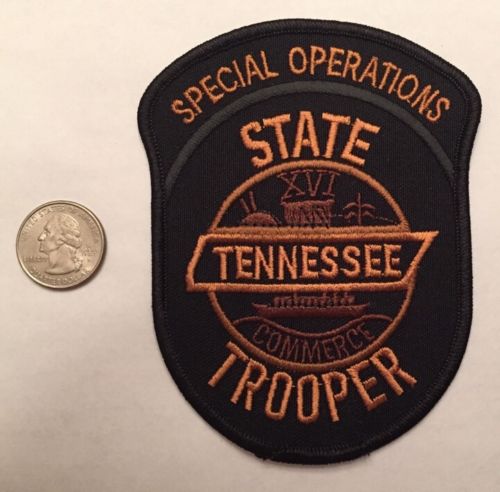 SPECIAL OPERATIONS
STATE
XVI
TENNESSEE
COMMERCE
TROOPER